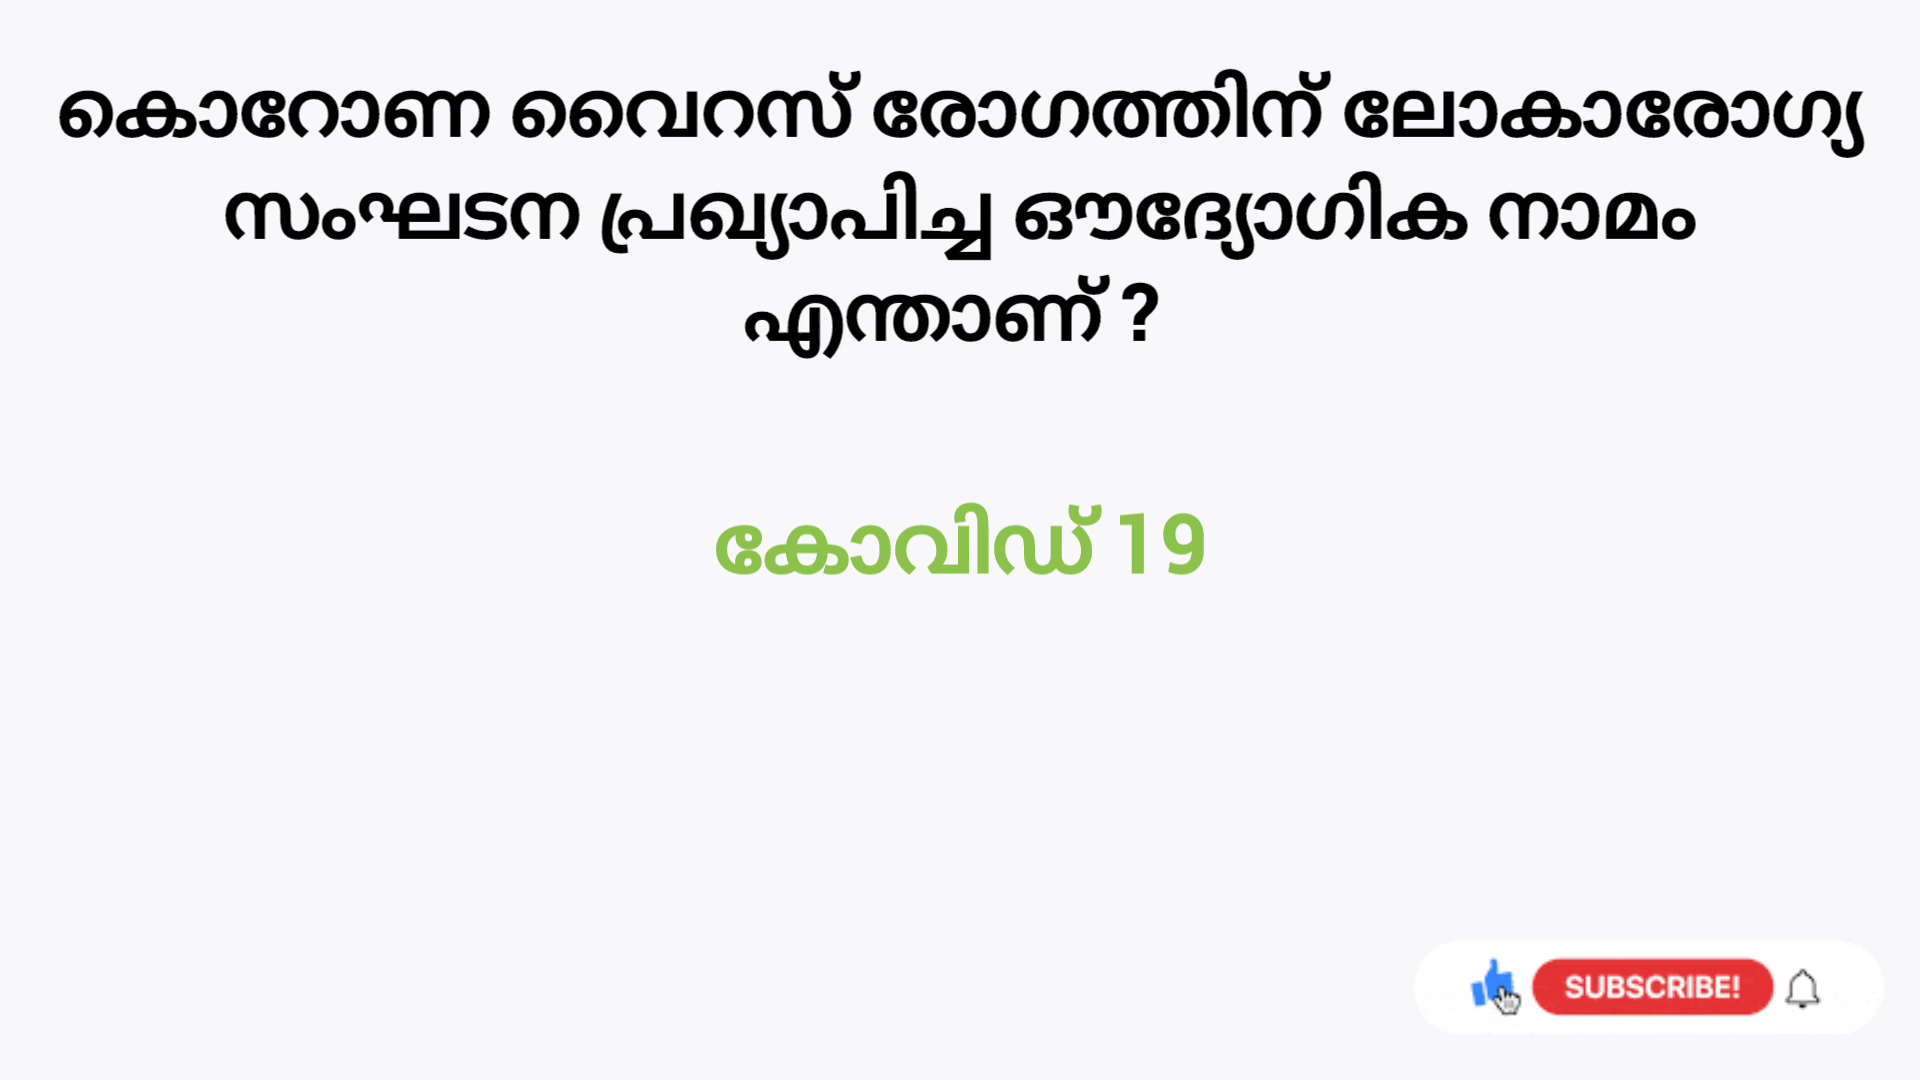 കൊറോണ വൈറസ് രോഗത്തിന് ലോകാരോഗ്യ
സംഘടന പ്രഖ്യാപിച്ച ഔദ്യോഗിക നാമം
എന്താണ് ?
കോവിഡ് 19
SUBSCRIBE!